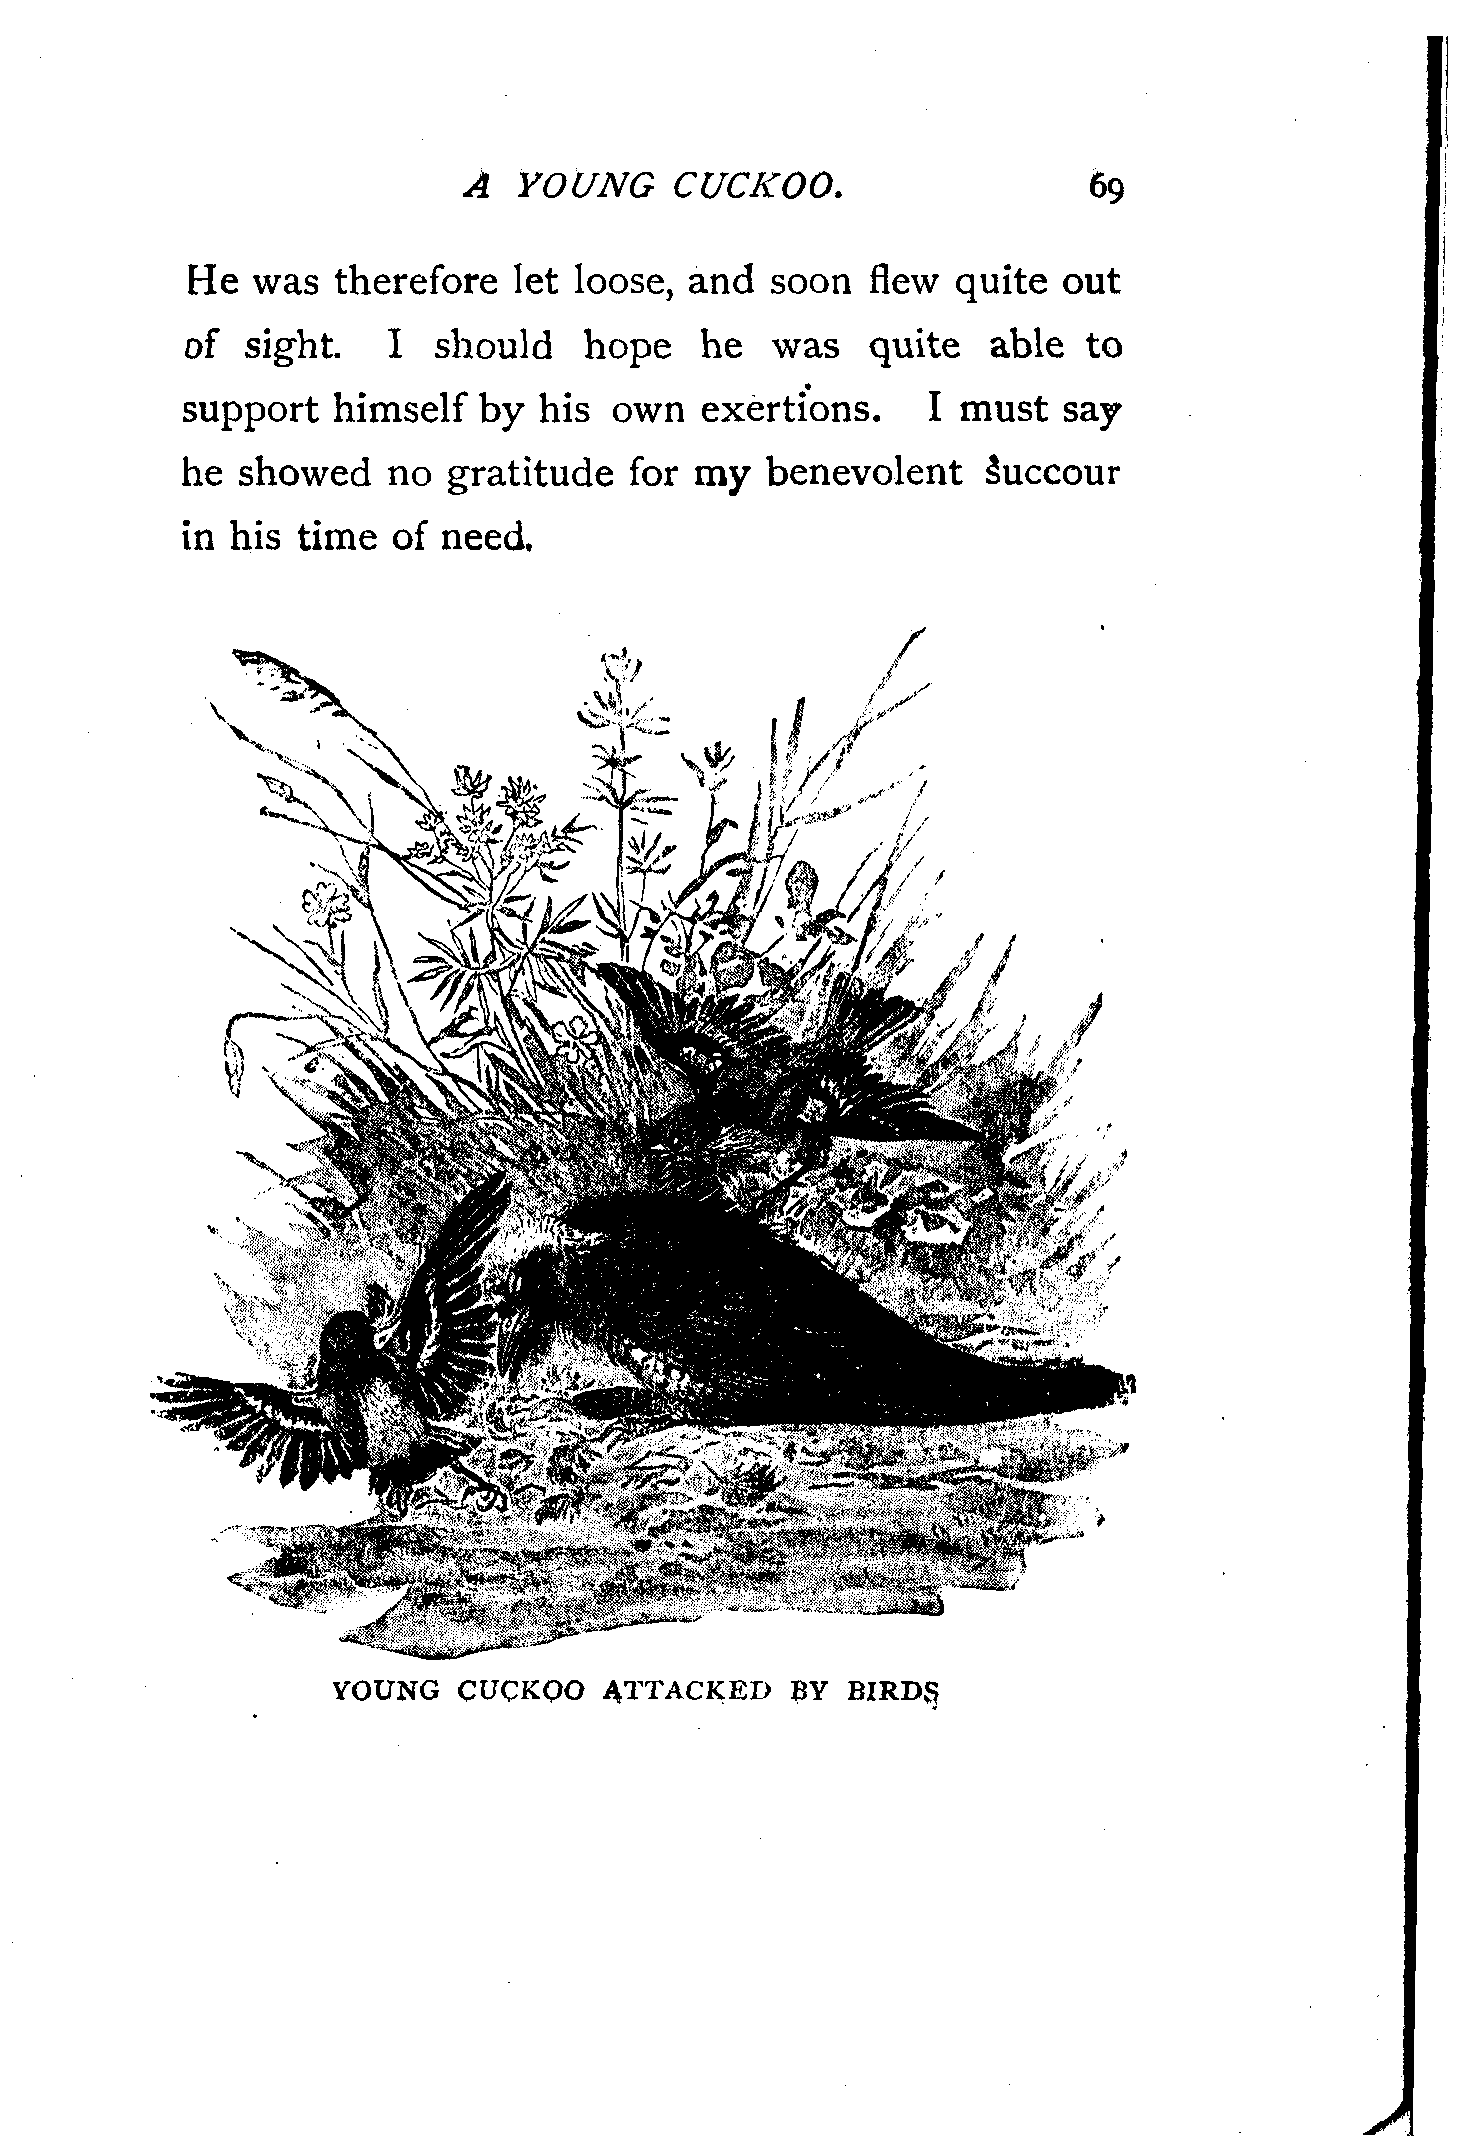 A YOUNG CUCKOO. 69
He was therefore let loose, and soon flew quite out
of sight. I should hope he was quite able to
support himself by his own exertions. I must say
he showed no gratitude for my benevolent succour
in his time of need.
YOUNG CUCKOO ATTACKED BY BIRDS